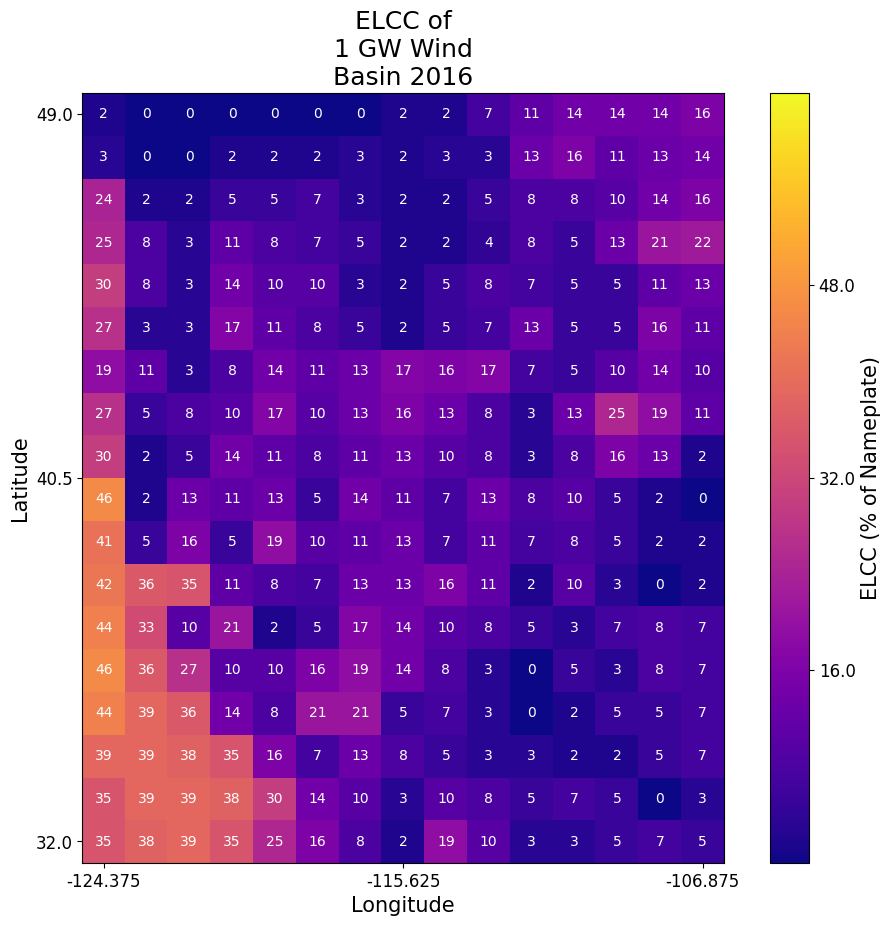 ELCC of
1 GW Wind
Basin 2016
49.0
2 0 0 0 0 0 0 2 2 7 11 14 14 14 16
3 0 0 2 2 2 3 2 3 3 13 16 11 13 14
24 2 2 5 5 7 3 2 2 5 8 8 10 14 16
25 8 3 11 8 7 5 2 2 4 8 5 13 21 22
30 8 3 14 10 10 3 2 5 8 7 5 5 11 13
48.0
27 3 3 17 11 8 5 2 5 7 13 5 5 16 11
19 11 3 8 14 11 13 17 16 17 7 5 10 14 10
27 5 8 10 17 10 13 16 13 8 3 13 25 19 11
30 2 5 14 11 8 11 13 10 8 3 8 16 13 2
40.5
32.0
46 2 13 11 13 5 14 11 7 13 8 10 5 2 0
41 5 16 5 19 10 11 13 7 11 7 8 5 2 2
42 36 35 11 8 7 13 13 16 11 2 10 3 0 2
44 33 10 21 2 5 17 14 10 8 5 3 7 8 7
46 36 27 10 10 16 19 14 8 3 0 5 3 8 7
16.0
44 39 36 14 8 21 21 5 7 3 0 2 5 5 7
39 39 38 35 16 7 13 8 5 3 3 2 2 5 7
35 39 39 38 30 14 10 3 10 8 5 7 5 0 3
32.0
35 38 39 35 25 16 8 2 19 10 3 3 5 7 5
-124.375 -115.625 -106.875
Longitude
Latitude
ELCC (% of Nameplate)